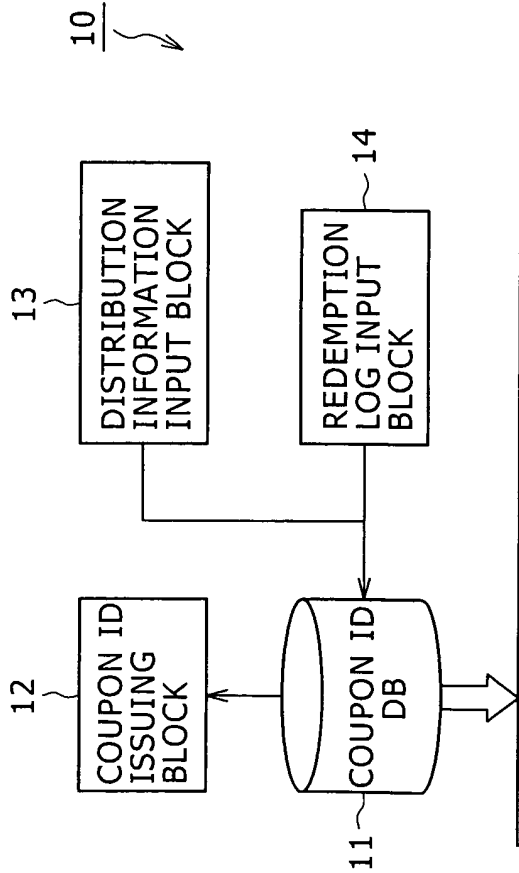 10
13
DISTRIBUTION
INFORMATION
INPUT BLOCK
14
REDEMPTION
LOG INPUT
BLOCK
12
COUPON ID
ISSUING
BLOCK
COUPON ID
DB
11